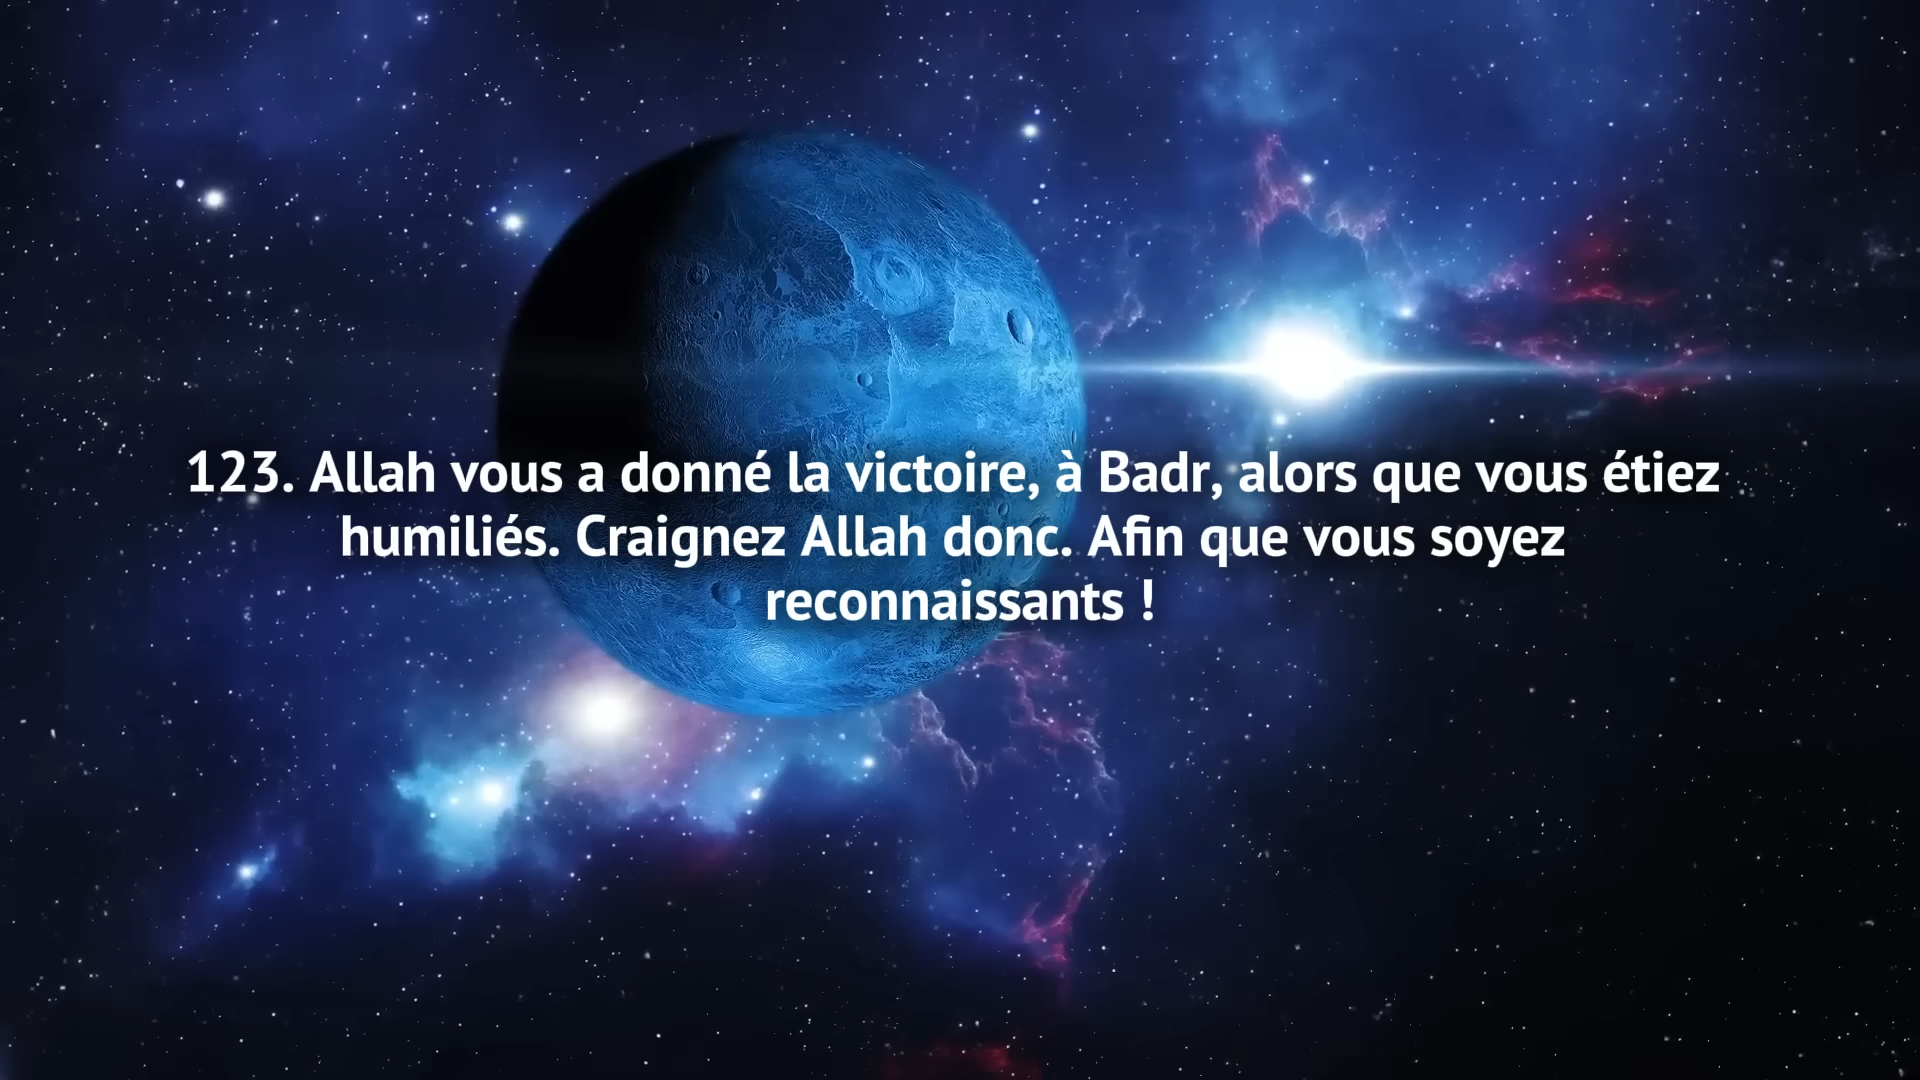 123. Allah vous a donné la victoire, à Badr, alors que vous étiez
humiliés. Craignez Allah donc. Afin que vous soyez
reconnaissants !